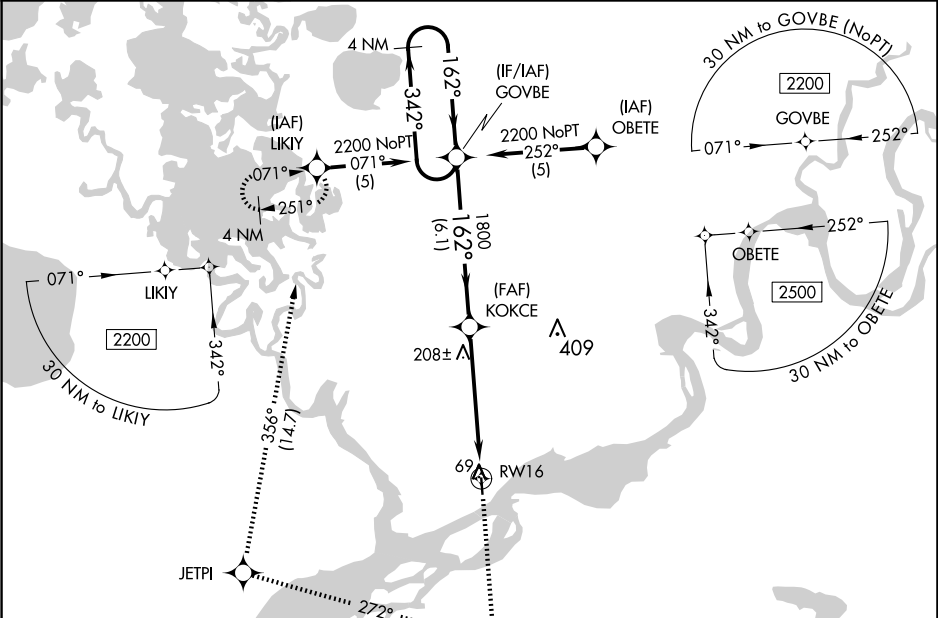 4 NM
162°
342°
(IF/IAF)
GOVBE
(IAF)
OBETE
2200 NoPT
252°
(5)
(IAF)
LIKIY
2200 NoPT
071°
(5)
071°
251°
4 NM
30 NM to GOVBE (NoPT)
2200
GOVBE
071°
252°
252°
OBETE
2500
342°
30 NM to OBETE
071°
LIKIY
2200
342°
30 NM to LIKIY
1800
162°
(6.1)
(FAF)
KOKCE
208±
409
356°
(14.7)
69
RW16
JETPI
272°